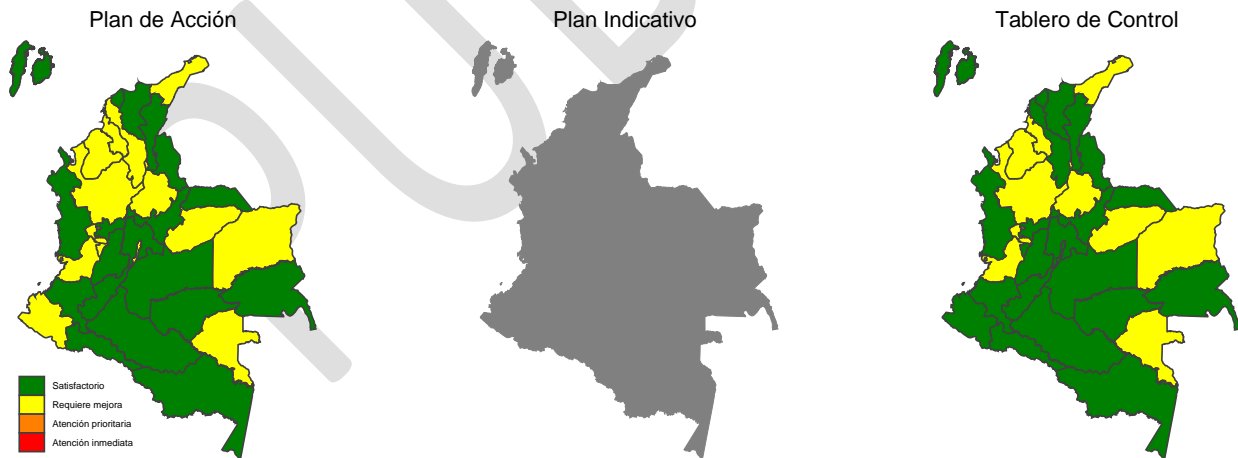 Plan de Acción
Plan Indicativo
Tablero de Control
Satisfactorio
Requiere mejora
Atención prioritaria
Atención inmediata